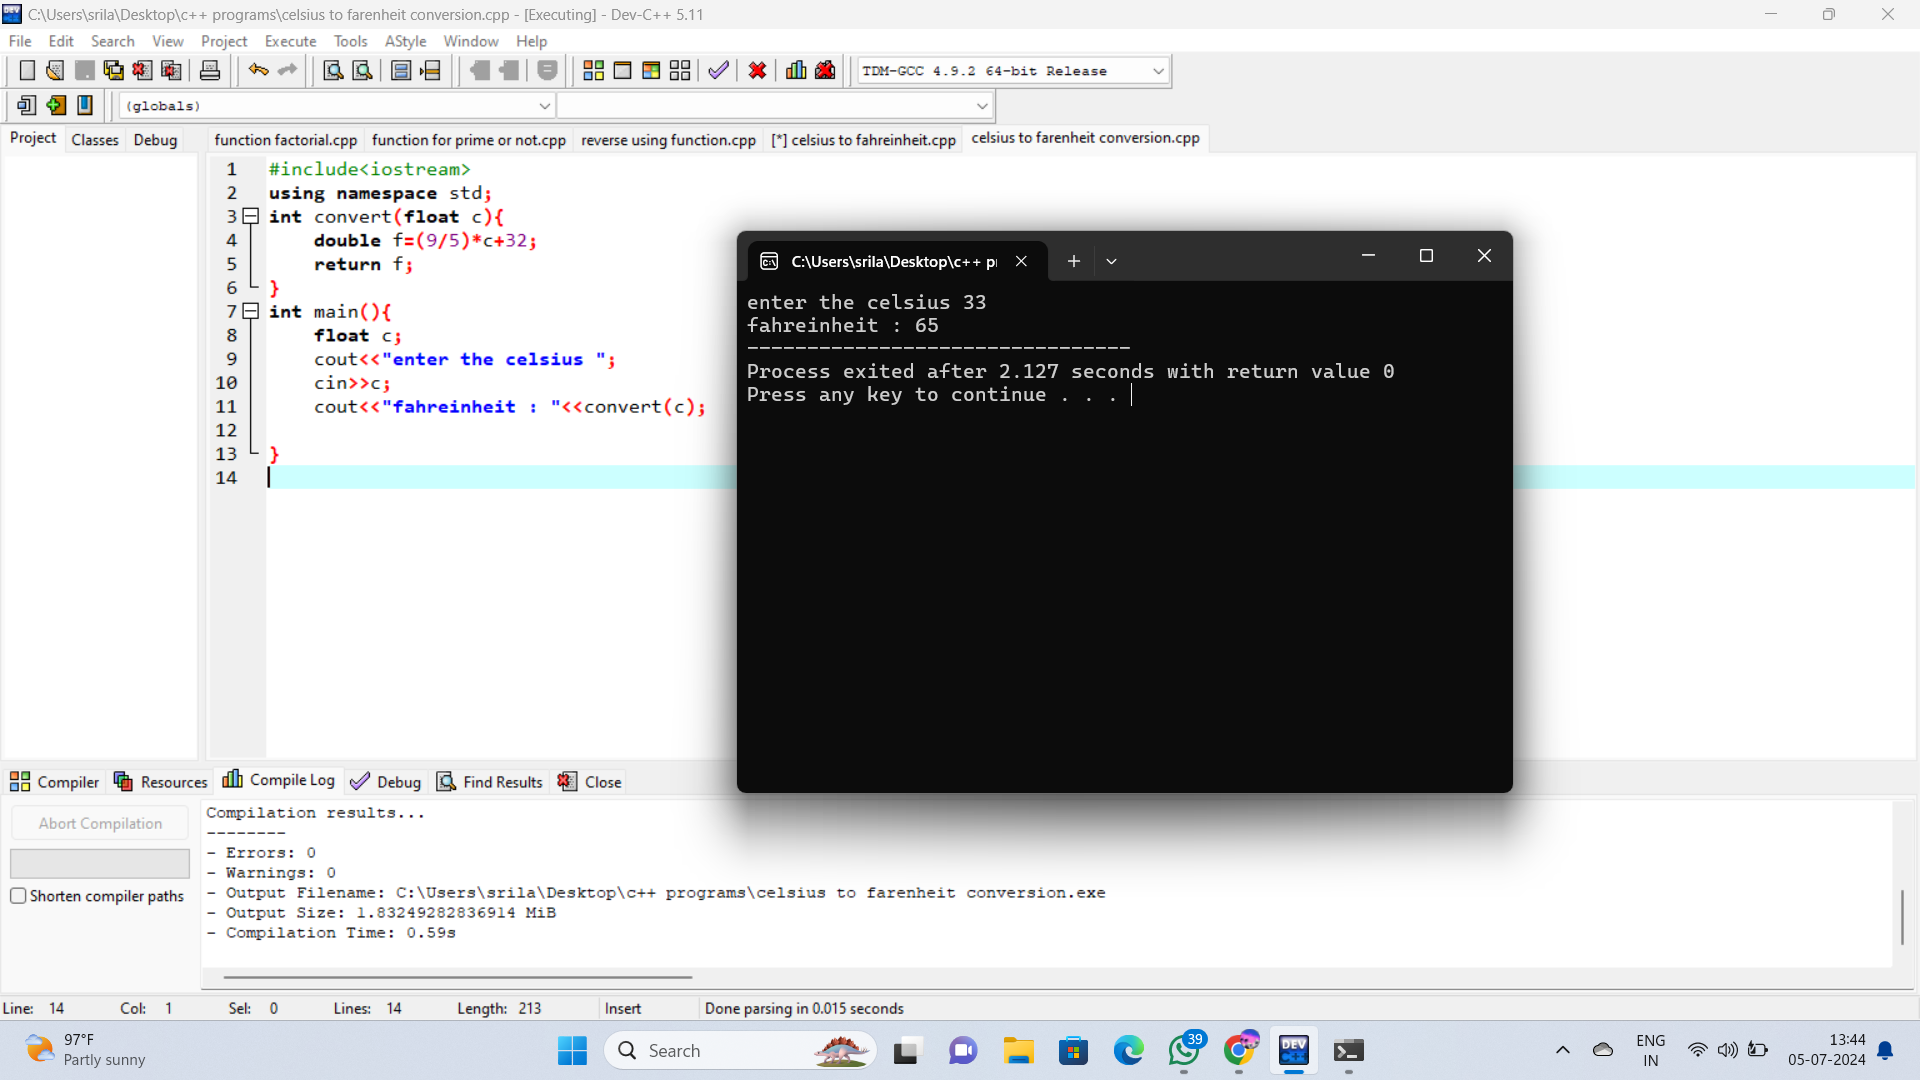 C:\Users\srila\Desktop\c++ programs\celsius to farenheit conversion.cpp - [Executing] - Dev-C++ 5.11
File Edit Search View Project Execute Tools AStyle Window Help
TDM-GCC 4.9.2 64-bit Release
(globals)
Project Classes Debug
function factorial.cpp function for prime or not.cpp reverse using function.cpp [*] celsius to fahreinheit.cpp celsius to farenheit conversion.cpp
1 #include<iostream>
2 using namespace std;
3 int convert(float c){
4 double f=(9/5)*c+32;
5 return f;
6 }
7 int main(){
8 float c;
9 cout<<"enter the celsius ";
10 cin>>c;
11 cout<<"fahreinheit : "<<convert(c);
12
13 }
14
C:\Users\srila\Desktop\c++ p
enter the celsius 33
fahreinheit : 65
--------------------------------
Process exited after 2.127 seconds with return value 0
Press any key to continue . . .
Compiler Resources Compile Log Debug Find Results Close
Abort Compilation
Shorten compiler paths
Compilation results...
--------
- Errors: 0
- Warnings: 0
- Output Filename: C:\Users\srila\Desktop\c++ programs\celsius to farenheit conversion.exe
- Output Size: 1.83249282836914 MiB
- Compilation Time: 0.59s
Line: 14 Col: 1 Sel: 0 Lines: 14 Length: 213 Insert Done parsing in 0.015 seconds
97°F
Partly sunny
Search
39
DEV C++
ENG
IN
13:44
05-07-2024